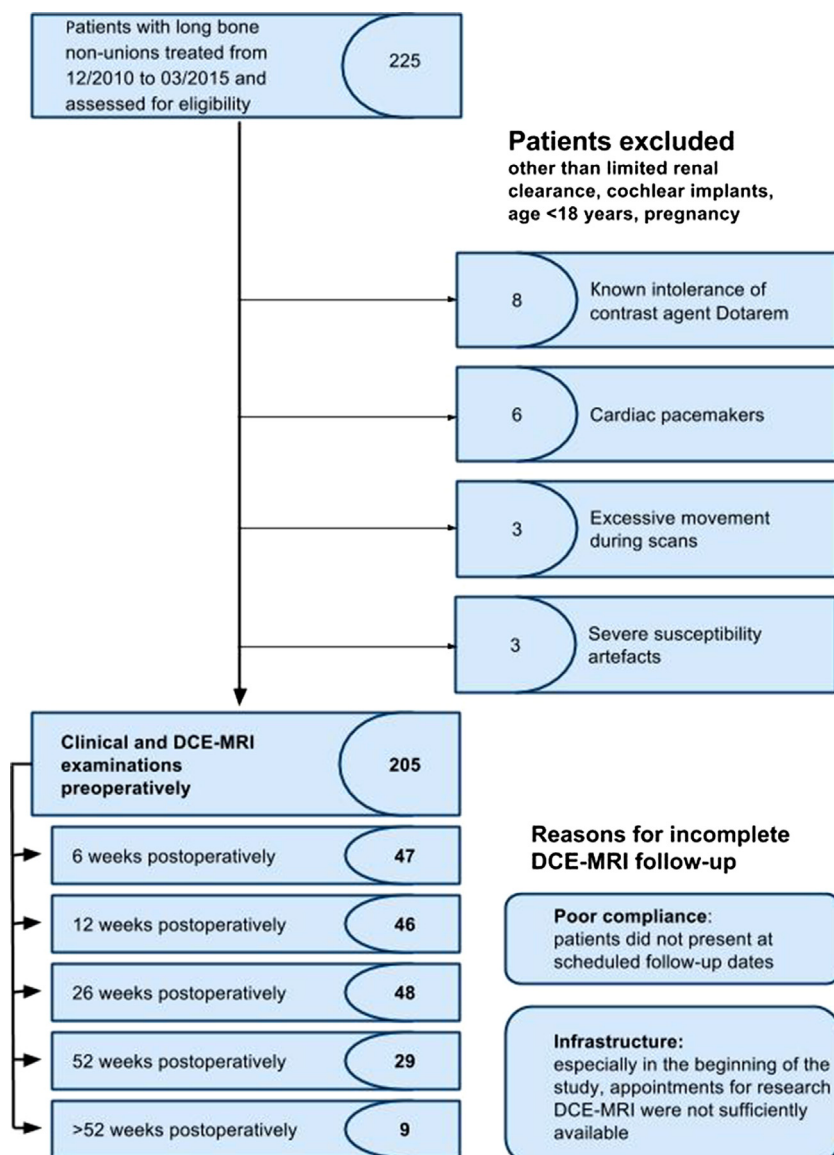 Patients with long bone
non-unions treated from
12/2010 to 03/2015 and
assessed for eligibility
225
Patients excluded
other than limited renal
clearance, cochlear implants,
age <18 years, pregnancy
8
Known intolerance of
contrast agent Dotarem
6
Cardiac pacemakers
3
Excessive movement
during scans
3
Severe susceptibility
artefacts
Clinical and DCE-MRI
examinations
preoperatively
205
6 weeks postoperatively
47
12 weeks postoperatively
46
26 weeks postoperatively
48
52 weeks postoperatively
29
>52 weeks postoperatively
9
Reasons for incomplete
DCE-MRI follow-up
Poor compliance:
patients did not present at
scheduled follow-up dates
Infrastructure:
especially in the beginning of the
study, appointments for research
DCE-MRI were not sufficiently
available